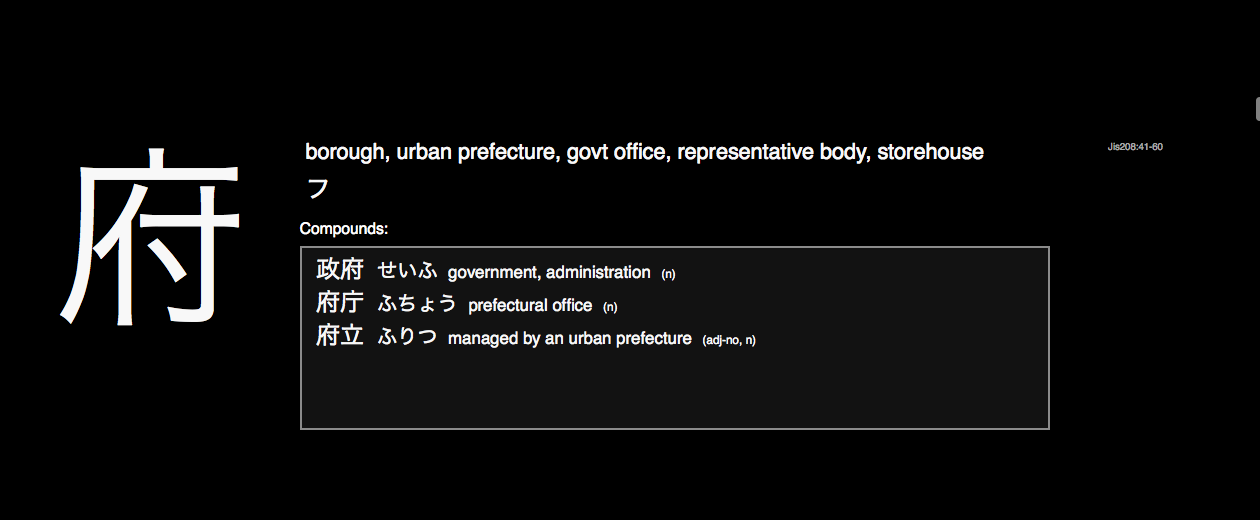 府
borough, urban prefecture, govt office, representative body, storehouse
Jis208:41-60
フ
Compounds:
政府 せいふ government, administration (n)
府庁 ふちょう prefectural office (n)
府立 ふりつ managed by an urban prefecture (adj-no, n)